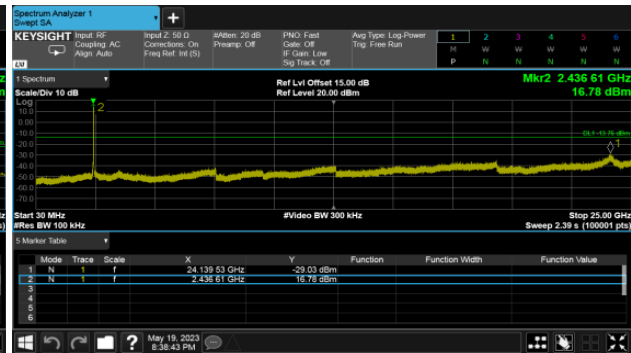 Spectrum Analyzer 1
Swept SA
+
KEYSIGHT Input: RF Input Z: 50 Ω #Atten: 20 dB PNO: Fast Avg Type: Log-Power 1 2 3 4 5 6
Coupling: AC Corrections: On Preamp: Off Gate: Off Trig: Free Run M W W W W W
Align: Auto Freq Ref: Int (S) IF Gain: Low
Sig Track: Off P N N N N N
LXI
1 Spectrum
Ref Lvl Offset 15.00 dB Mkr2 2.436 61 GHz
Scale/Div 10 dB Ref Level 20.00 dBm 16.78 dBm
Log
10.0
0.00
-10.0
-20.0
-30.0
-40.0
-50.0
-60.0
-70.0
2
DL1 -13.76 dBm
1
Start 30 MHz #Video BW 300 kHz Stop 25.00 GHz
#Res BW 100 kHz Sweep 2.39 s (100001 pts)
5 Marker Table
Mode Trace Scale X Y Function Function Width Function Value
1 N 1 f 24.139 53 GHz -29.03 dBm
2 N 1 f 2.436 61 GHz 16.78 dBm
3
4
5
6
? May 19, 2023
8:38:43 PM